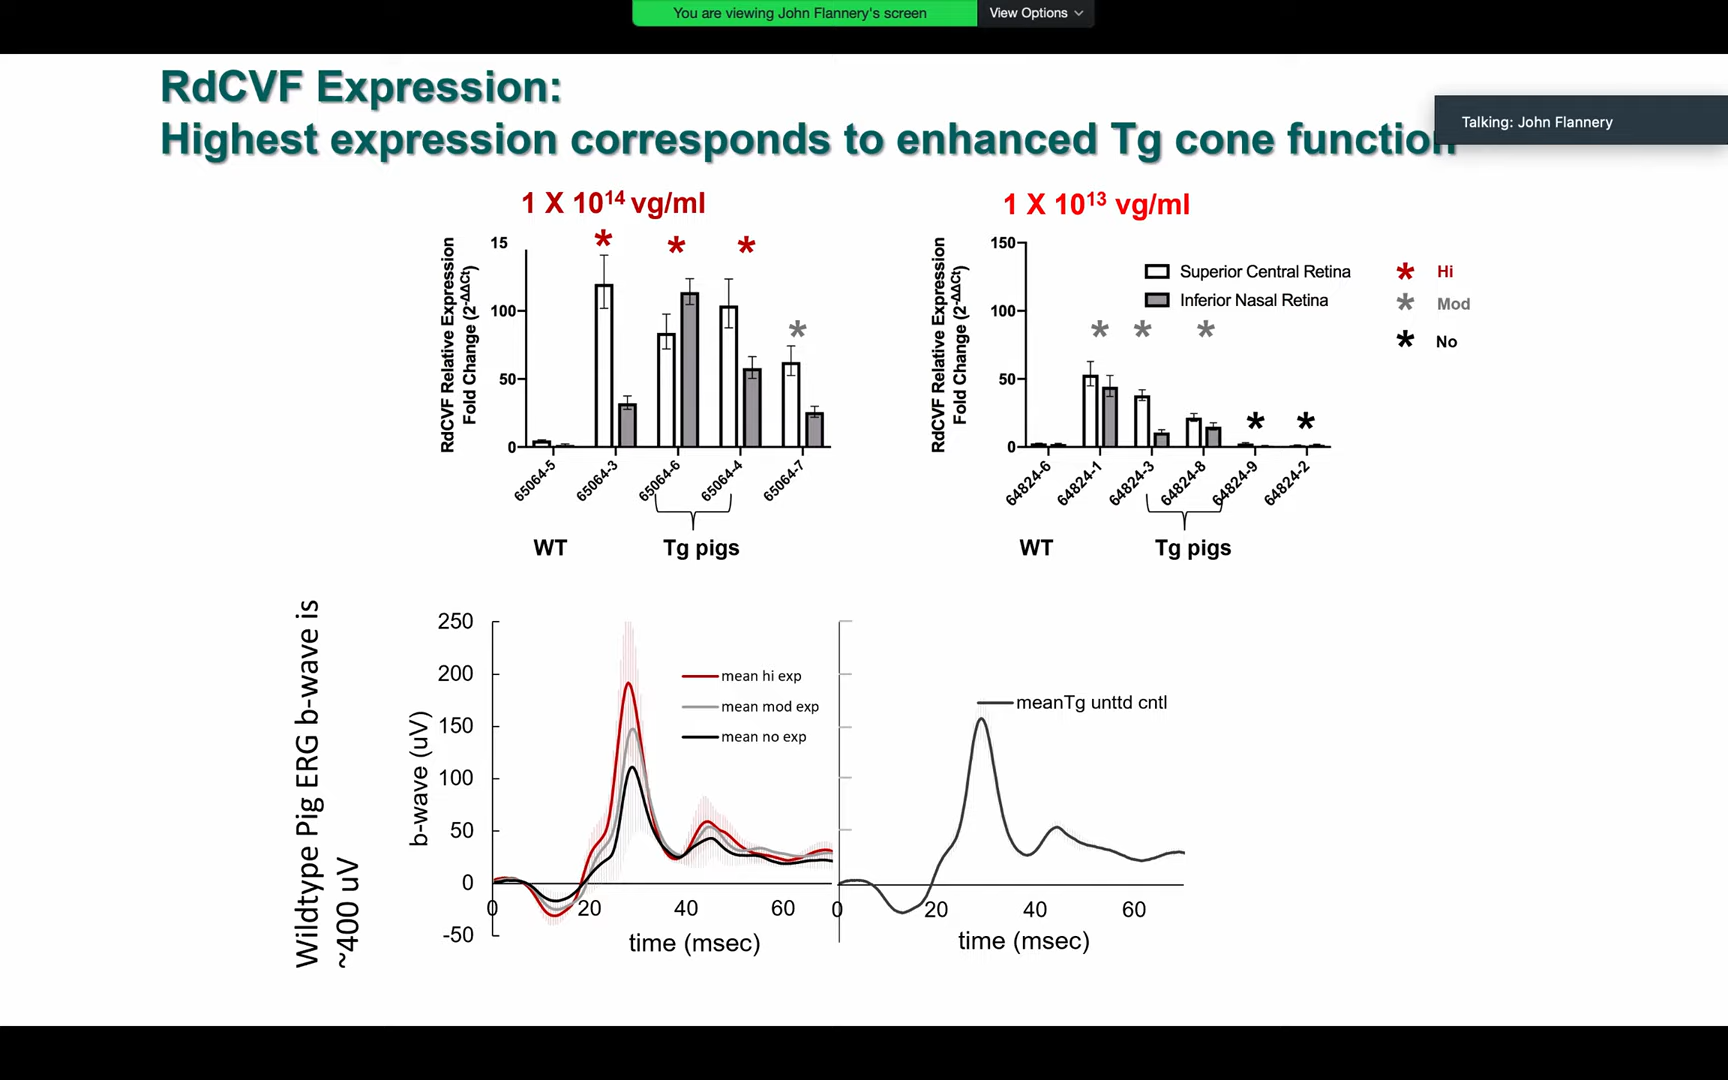 You are viewing John Flannery's screen
View Options
RdCVF Expression:
Highest expression corresponds to enhanced Tg cone function
Talking: John Flannery
1 X 10¹⁴ vg/ml
RdCVF Relative Expression
Fold Change (2^-ΔΔCt)
15
100
50
0
* * * *
65064-5
65064-3
65064-6
65064-4
65064-7
WT
Tg pigs
1 X 10¹³ vg/ml
RdCVF Relative Expression
Fold Change (2^-ΔΔCt)
150
100
50
0
Superior Central Retina
Inferior Nasal Retina
* * * * *
64824-6
64824-1
64824-3
64824-8
64824-9
64824-2
WT
Tg pigs
* Hi
* Mod
* No
Wildtype Pig ERG b-wave is
~400 uV
b-wave (uV)
250
200
150
100
50
0
-50
mean hi exp
mean mod exp
mean no exp
0 20 40 60
time (msec)
meanTg unttd cntl
0 20 40 60
time (msec)